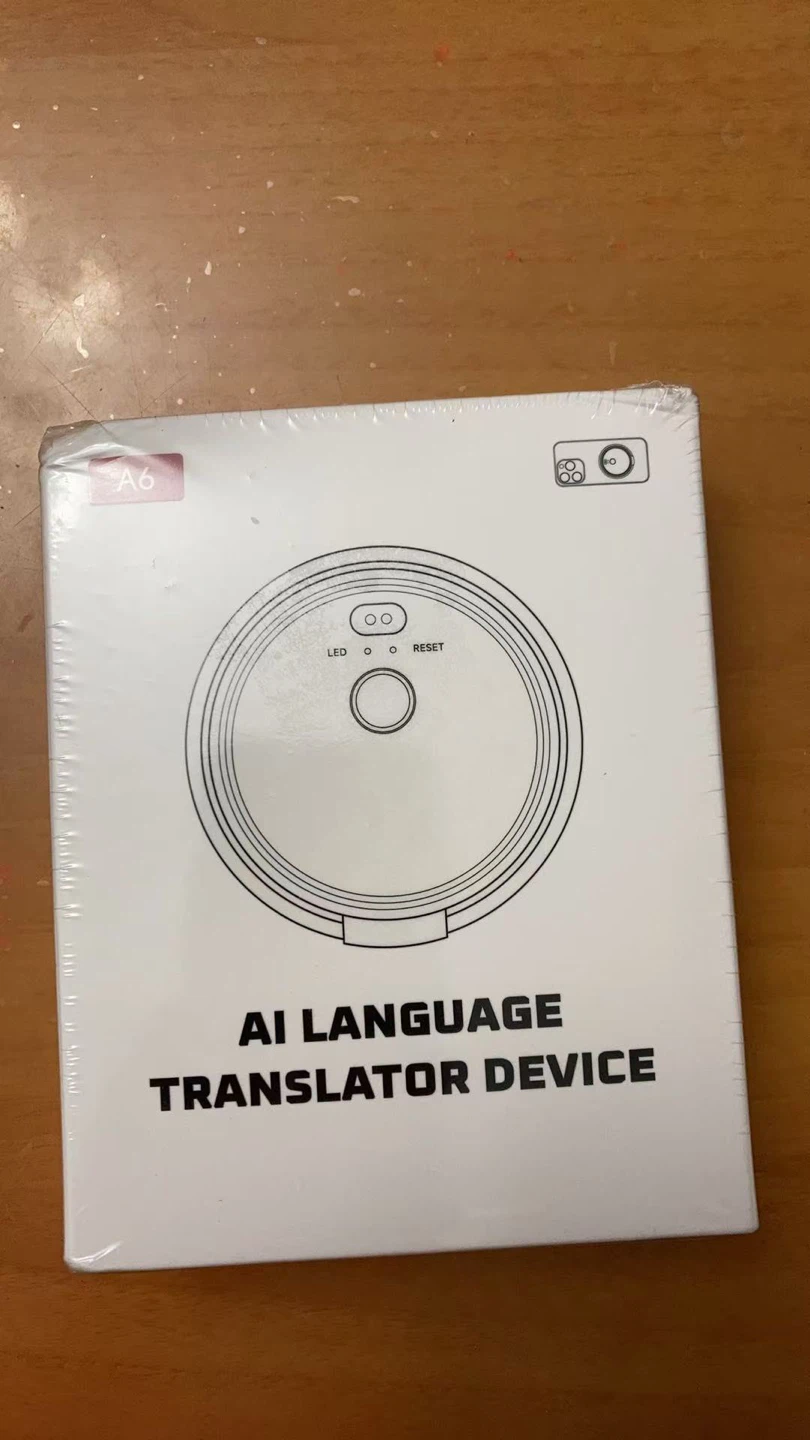 A6
LED RESET
AI LANGUAGE
TRANSLATOR DEVICE